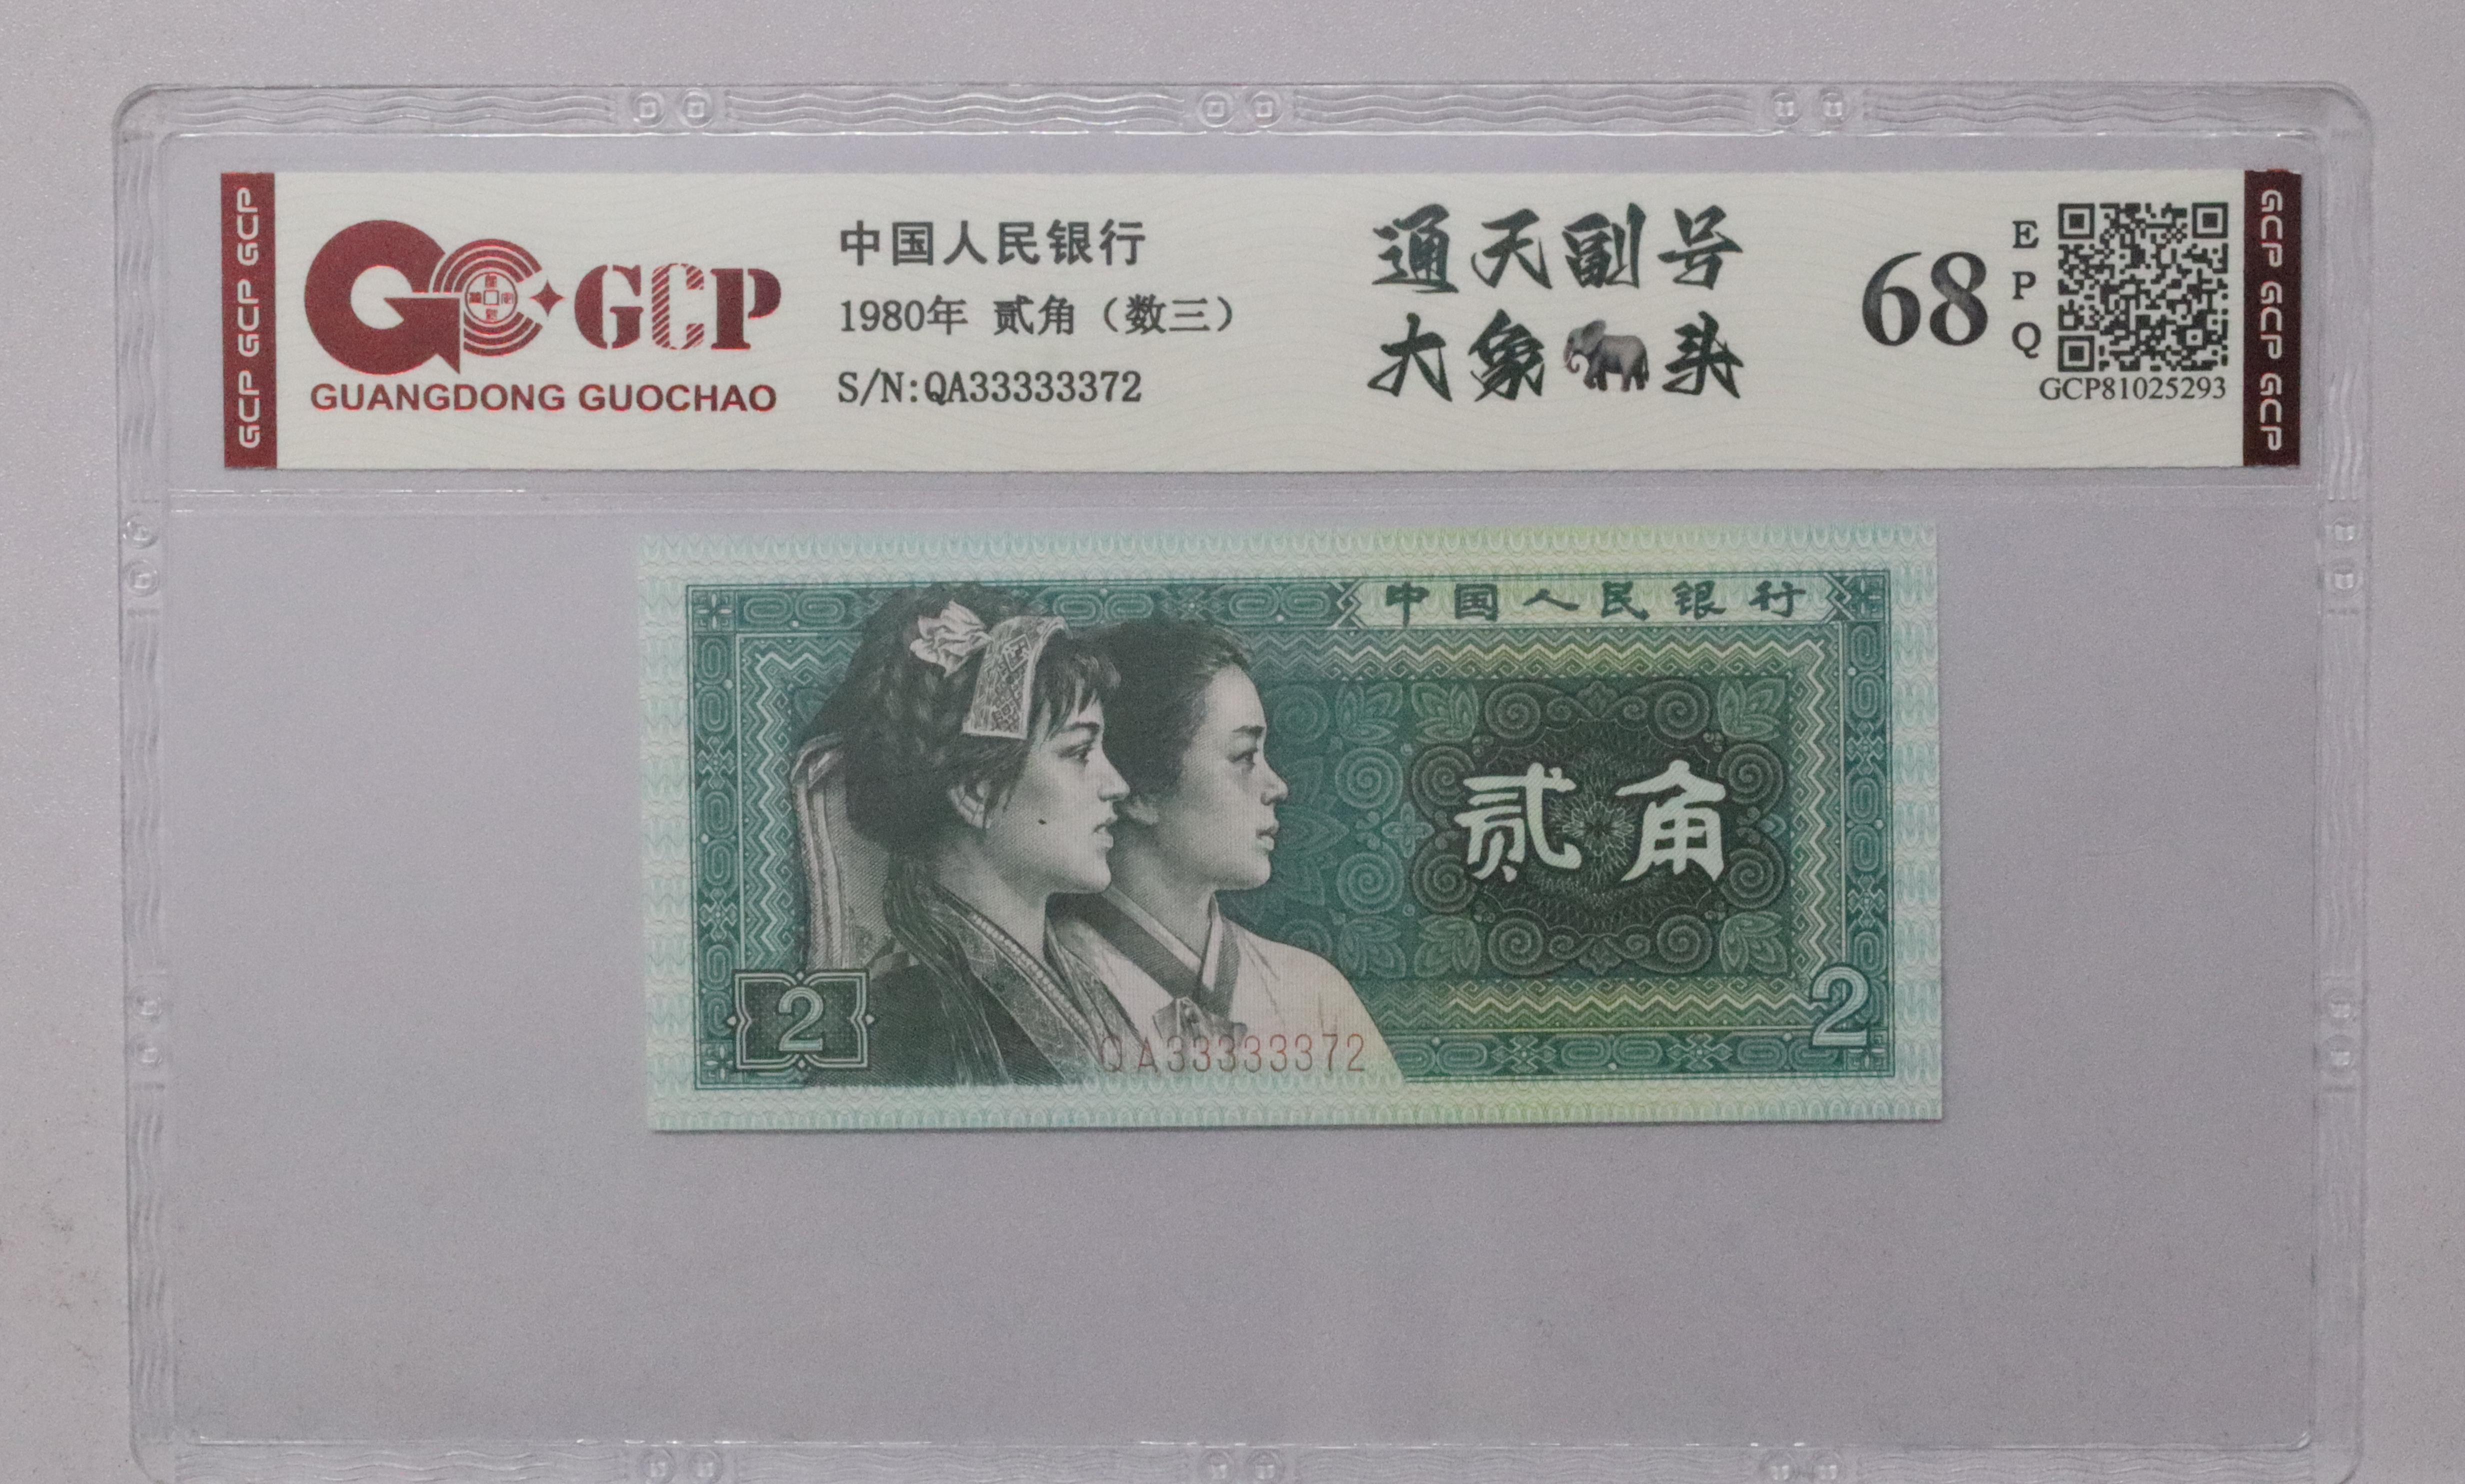 GCP GCP GCP
GCP
GUANGDONG GUOCHAO
中国人民银行
1980年 贰角（数三）
S/N:QA33333372
通天副号
大象头
68
EPQ
GCP81025293
GCP GCP GCP
中国人民银行
贰角
2
2
QA33333372